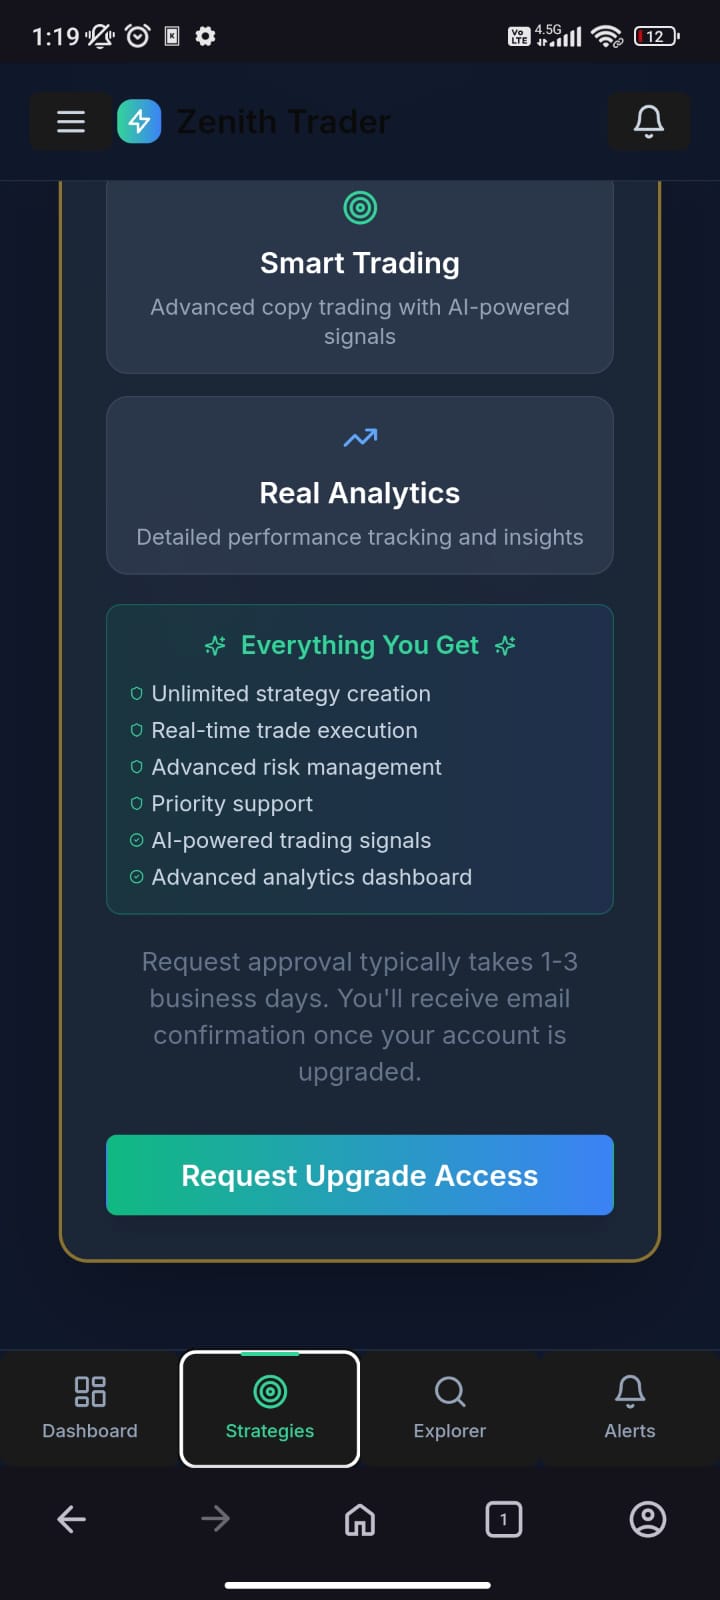 1:19
Vo LTE 4.5G 12
Zenith Trader
Smart Trading
Advanced copy trading with AI-powered
signals
Real Analytics
Detailed performance tracking and insights
Everything You Get
Unlimited strategy creation
Real-time trade execution
Advanced risk management
Priority support
AI-powered trading signals
Advanced analytics dashboard
Request approval typically takes 1-3
business days. You'll receive email
confirmation once your account is
upgraded.
Request Upgrade Access
Dashboard Strategies Explorer Alerts
1